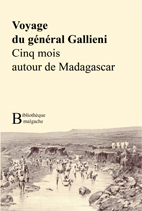 Voyage
du général Gallieni
Cinq mois
autour de Madagascar
Bibliothèque
malgache